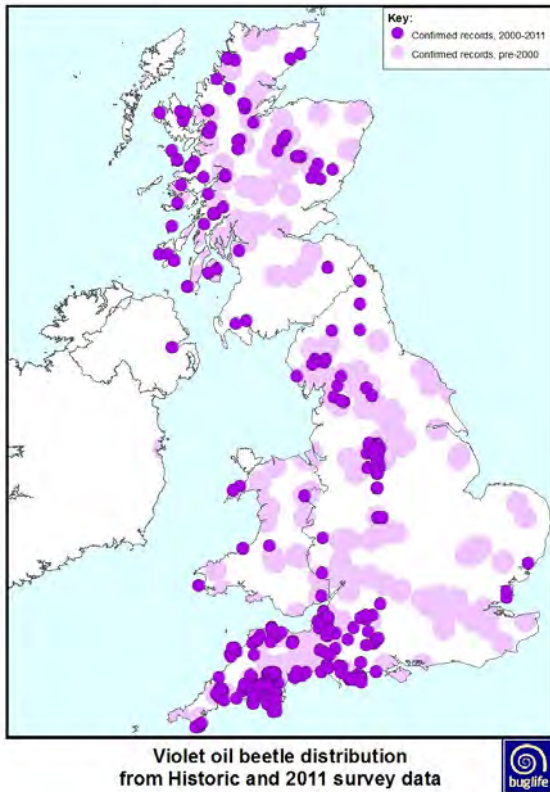 Key:
Confirmed records, 2000-2011
Confirmed records, pre-2000
Violet oil beetle distribution
from Historic and 2011 survey data
buglife